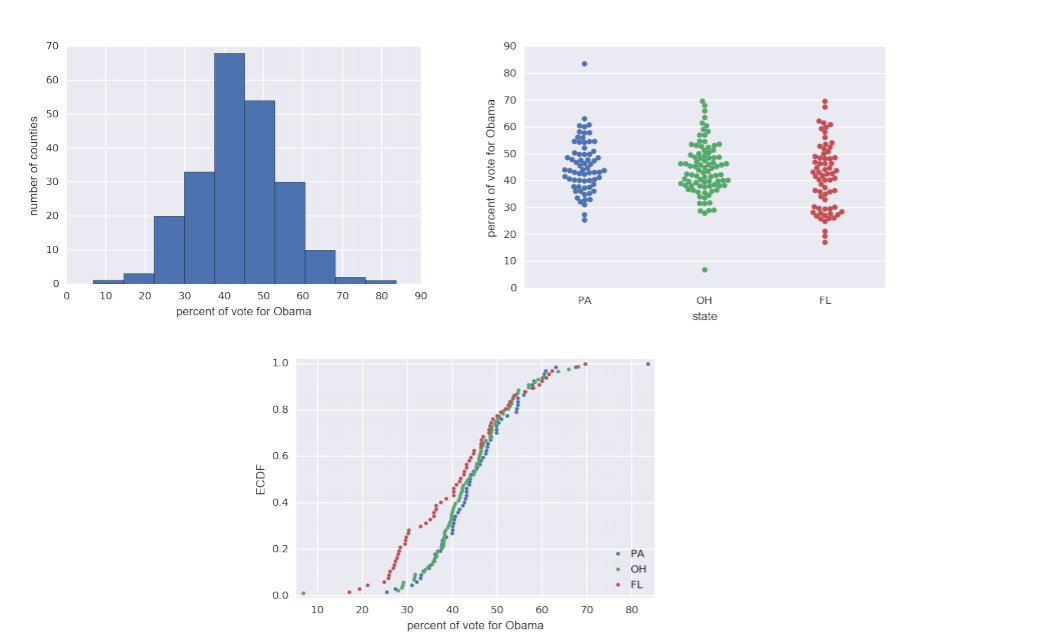 70
60
50
40
30
20
10
0
number of counties
0 10 20 30 40 50 60 70 80 90
percent of vote for Obama
90
80
70
60
50
40
30
20
10
0
percent of vote for Obama
PA OH FL
state
1.0
0.8
0.6
0.4
0.2
0.0
ECDF
PA
OH
FL
10 20 30 40 50 60 70 80
percent of vote for Obama